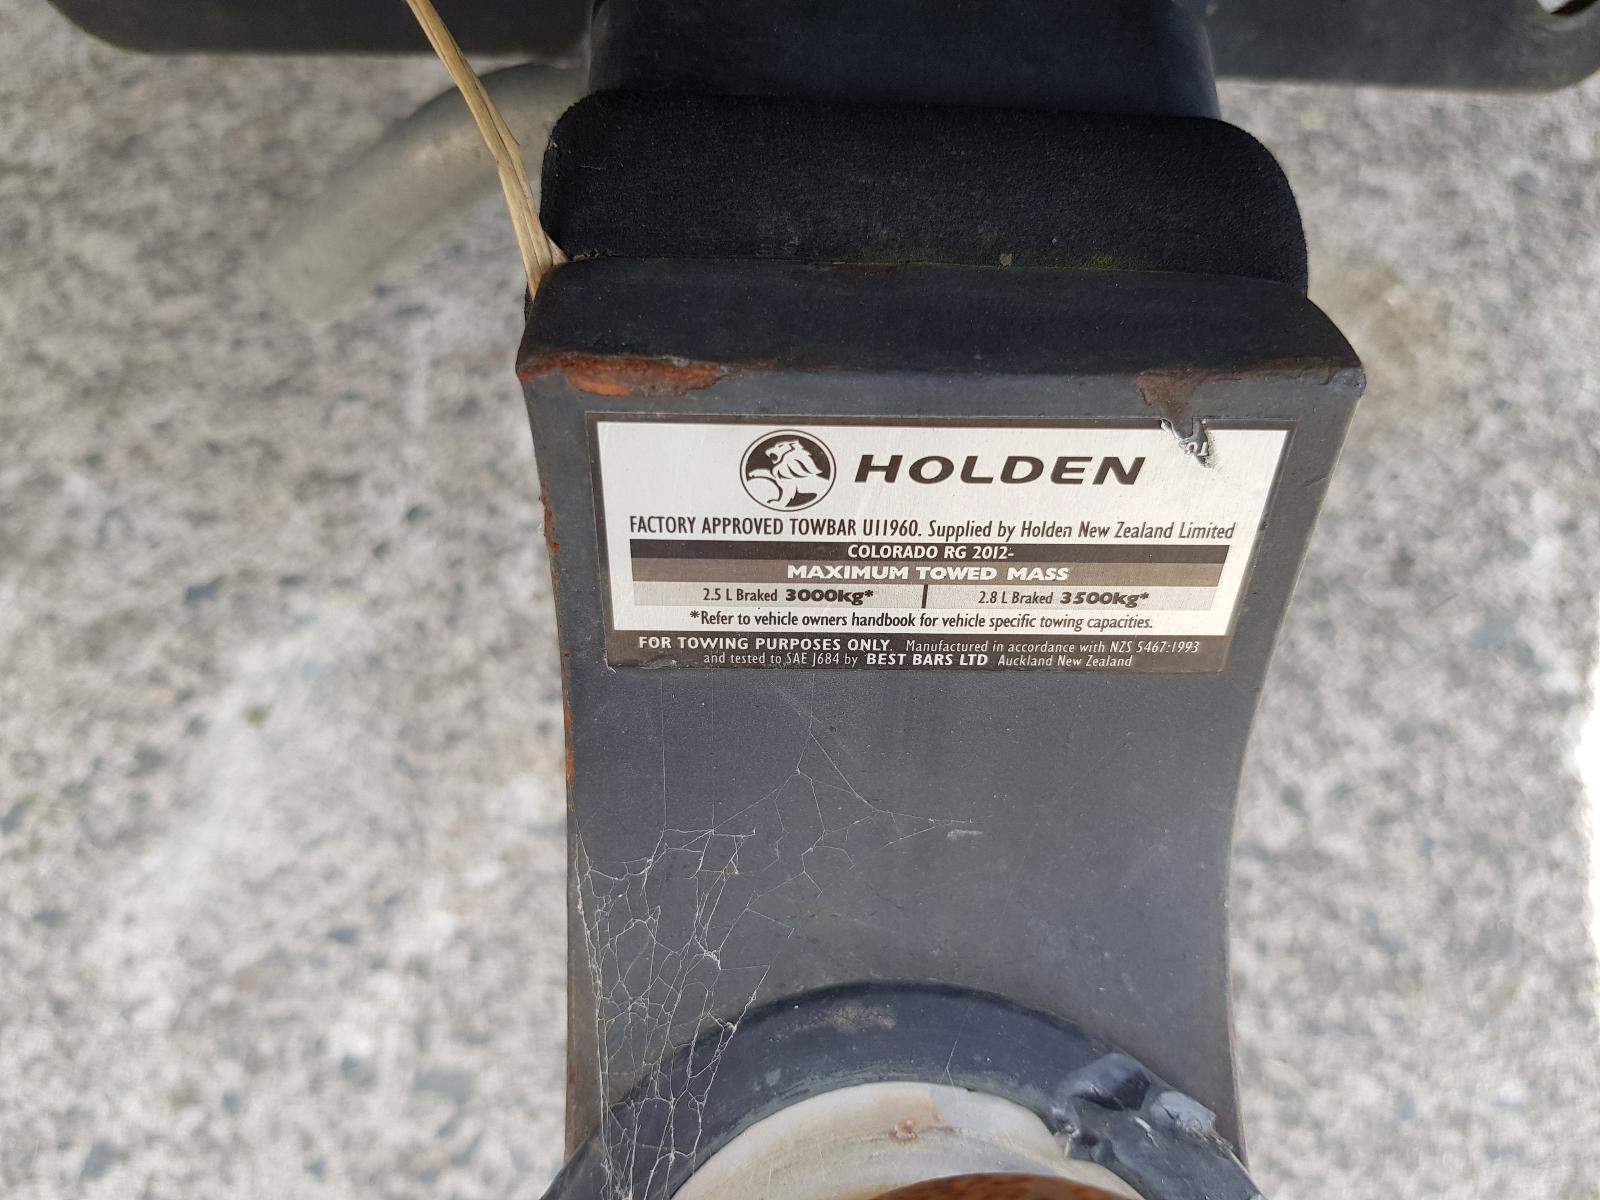 HOLDEN
FACTORY APPROVED TOWBAR U11960. Supplied by Holden New Zealand Limited
COLORADO RG 2012-
MAXIMUM TOWED MASS
2.5 L Braked 3000kg* 2.8 L Braked 3500kg*
*Refer to vehicle owners handbook for vehicle specific towing capacities.
FOR TOWING PURPOSES ONLY. Manufactured in accordance with NZS 5467:1993
and tested to SAE J684 by BEST BARS LTD Auckland New Zealand